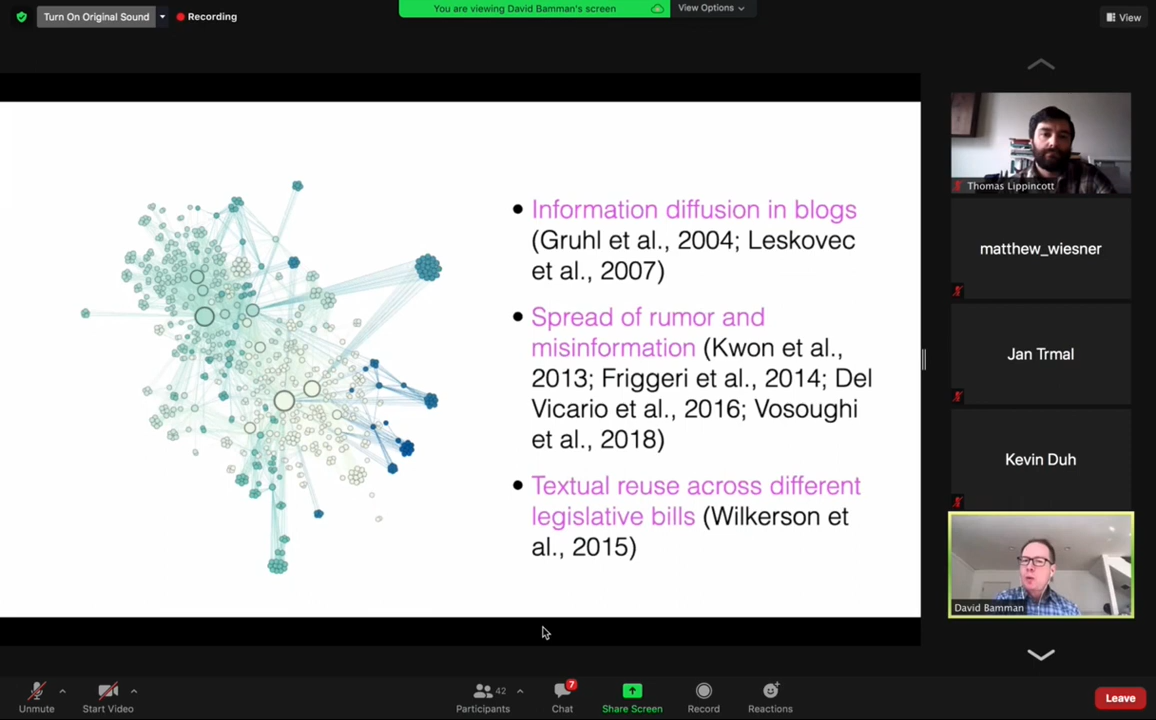 Turn On Original Sound
Recording
You are viewing David Bamman's screen
View Options
View
• Information diffusion in blogs
(Gruhl et al., 2004; Leskovec
et al., 2007)
• Spread of rumor and
misinformation (Kwon et al.,
2013; Friggeri et al., 2014; Del
Vicario et al., 2016; Vosoughi
et al., 2018)
• Textual reuse across different
legislative bills (Wilkerson et
al., 2015)
Thomas Lippincott
matthew_wiesner
Jan Trmal
Kevin Duh
David Bamman
Unmute
Start Video
42
Participants
7
Chat
Share Screen
Record
Reactions
Leave